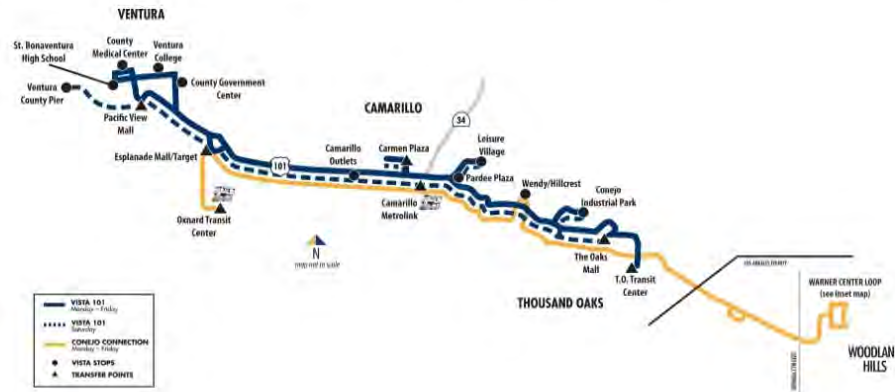 VENTURA
St. Bonaventura
High School
County
Medical Center
Ventura
College
County Government
Center
Ventura
County Pier
Pacific View
Mall
Esplanade Mall/Target
Oxnard Transit
Center
101
CAMARILLO
34
Camarillo
Outlets
Carmen Plaza
Leisure
Village
Pardee Plaza
Camarillo
Metrolink
Wendy/Hillcrest
Conejo
Industrial Park
The Oaks
Mall
T.O. Transit
Center
THOUSAND OAKS
N
map not to scale
WARNER CENTER LOOP
(see inset map)
WOODLAN
HILLS
VISTA 101
Monday – Friday
VISTA 101
Saturday
CONEJO CONNECTION
Monday – Friday
VISTA STOPS
TRANSFER POINTS